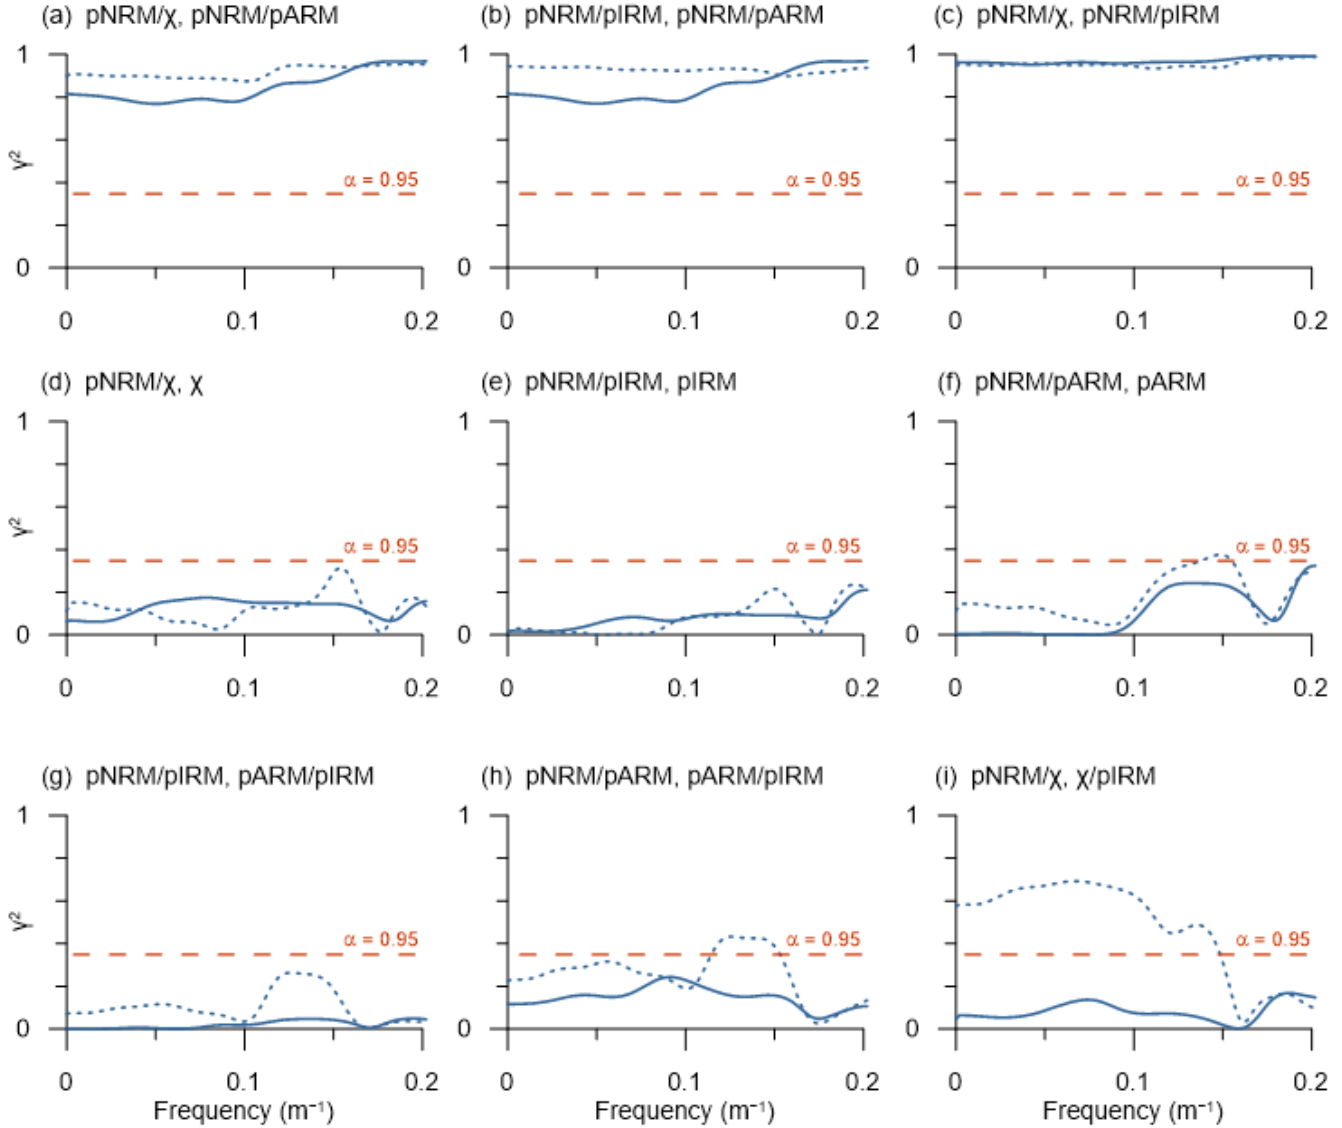 (a) pNRM/χ, pNRM/pARM
(b) pNRM/pIRM, pNRM/pARM
(c) pNRM/χ, pNRM/pIRM
1
α = 0.95
γ²
0
0 0.1 0.2
1
α = 0.95
0
0 0.1 0.2
1
α = 0.95
0
0 0.1 0.2
(d) pNRM/χ, χ
(e) pNRM/pIRM, pIRM
(f) pNRM/pARM, pARM
1
α = 0.95
γ²
0
0 0.1 0.2
1
α = 0.95
0
0 0.1 0.2
1
α = 0.95
0
0 0.1 0.2
(g) pNRM/pIRM, pARM/pIRM
(h) pNRM/pARM, pARM/pIRM
(i) pNRM/χ, χ/pIRM
1
α = 0.95
γ²
0
0 0.1 0.2
Frequency (m⁻¹)
1
α = 0.95
0
0 0.1 0.2
Frequency (m⁻¹)
1
α = 0.95
0
0 0.1 0.2
Frequency (m⁻¹)